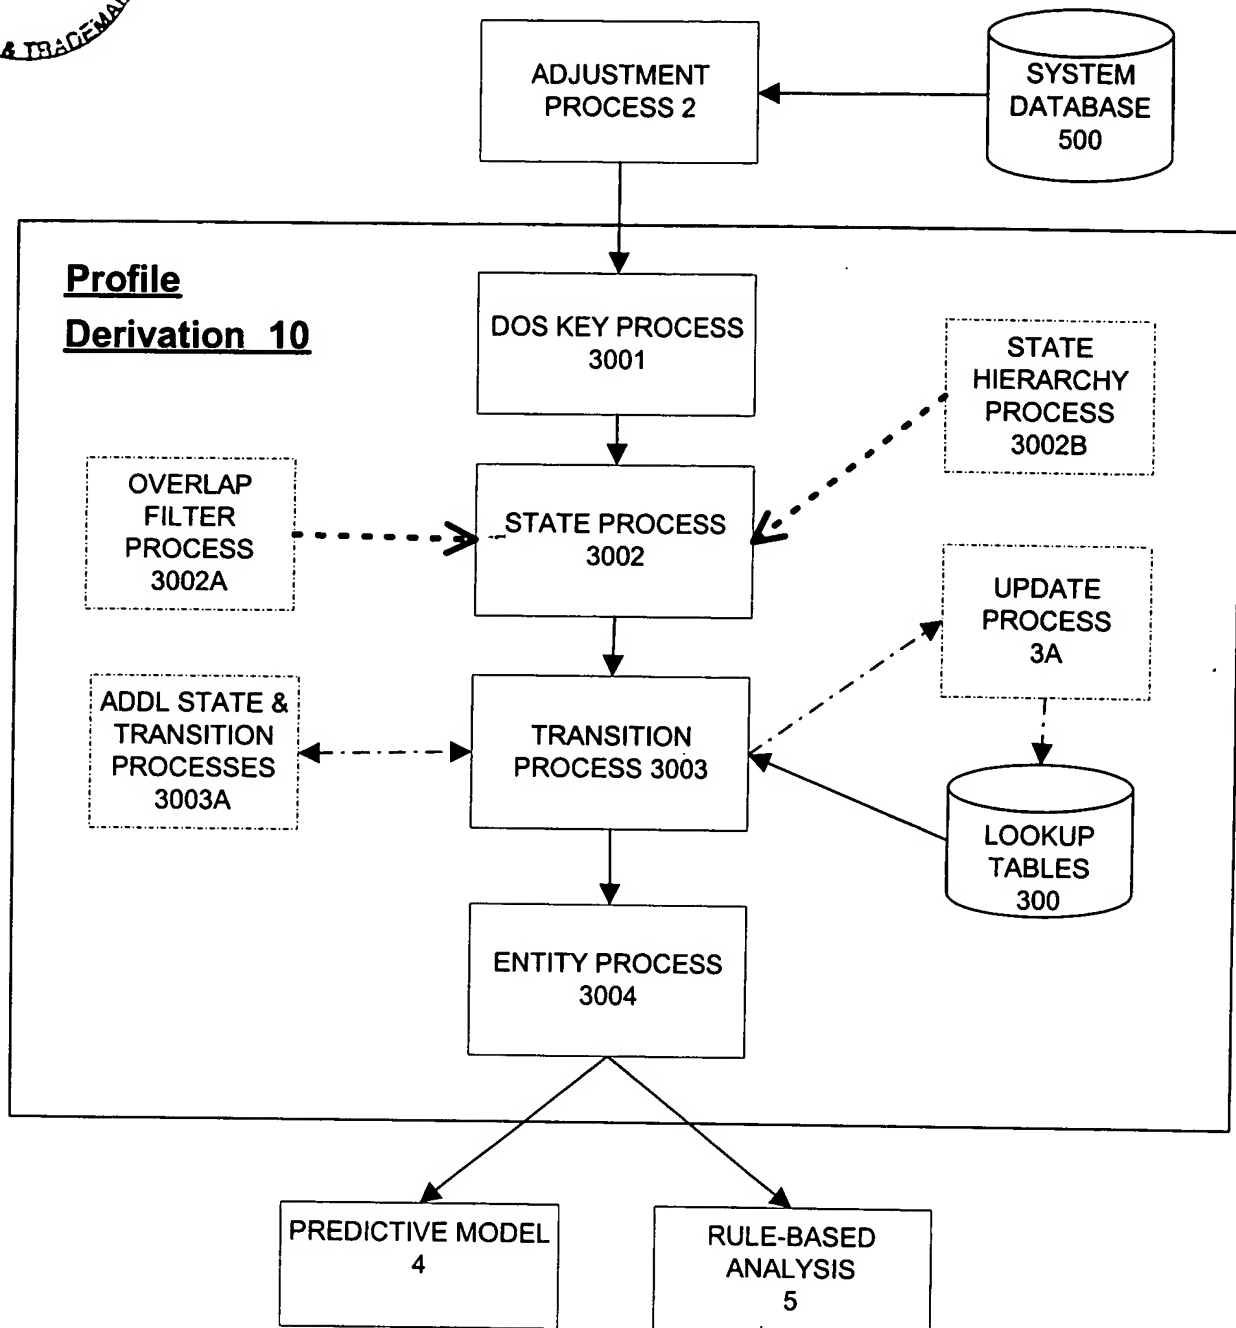 & TRADEMA
ADJUSTMENT
PROCESS 2
SYSTEM
DATABASE
500
Profile
Derivation 10
DOS KEY PROCESS
3001
STATE
HIERARCHY
PROCESS
3002B
OVERLAP
FILTER
PROCESS
3002A
STATE PROCESS
3002
UPDATE
PROCESS
3A
ADDL STATE &
TRANSITION
PROCESSES
3003A
TRANSITION
PROCESS 3003
LOOKUP
TABLES
300
ENTITY PROCESS
3004
PREDICTIVE MODEL
4
RULE-BASED
ANALYSIS
5